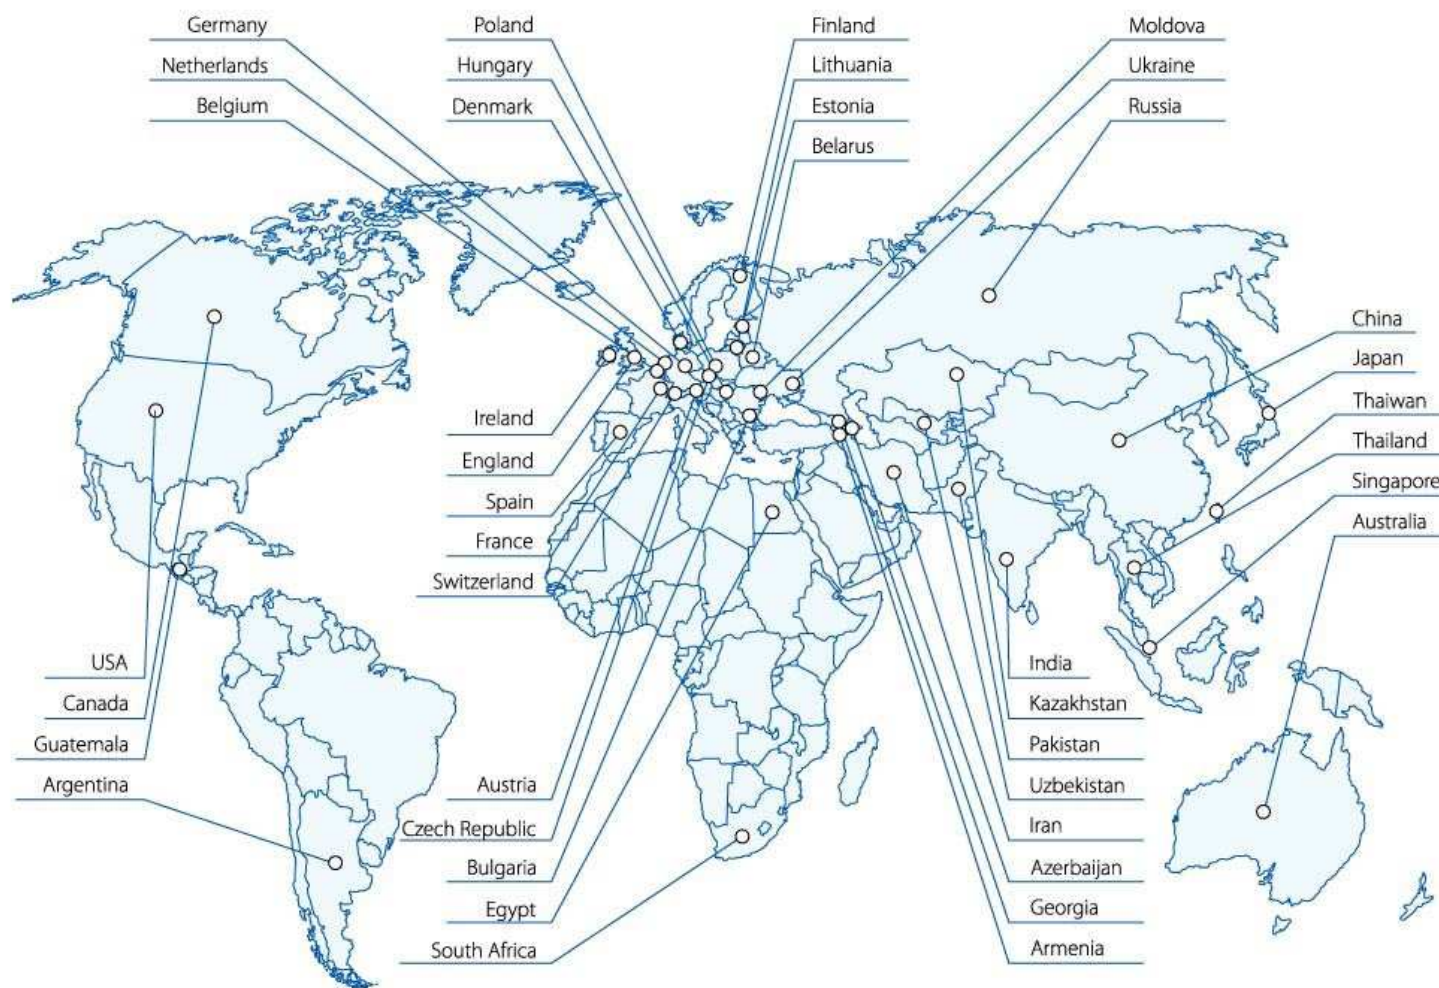 Germany
Netherlands
Belgium
Poland
Hungary
Denmark
Finland
Lithuania
Estonia
Belarus
Moldova
Ukraine
Russia
China
Japan
Thaiwan
Thailand
Singapore
Australia
Ireland
England
Spain
France
Switzerland
USA
Canada
Guatemala
Argentina
Austria
Czech Republic
Bulgaria
Egypt
South Africa
India
Kazakhstan
Pakistan
Uzbekistan
Iran
Azerbaijan
Georgia
Armenia